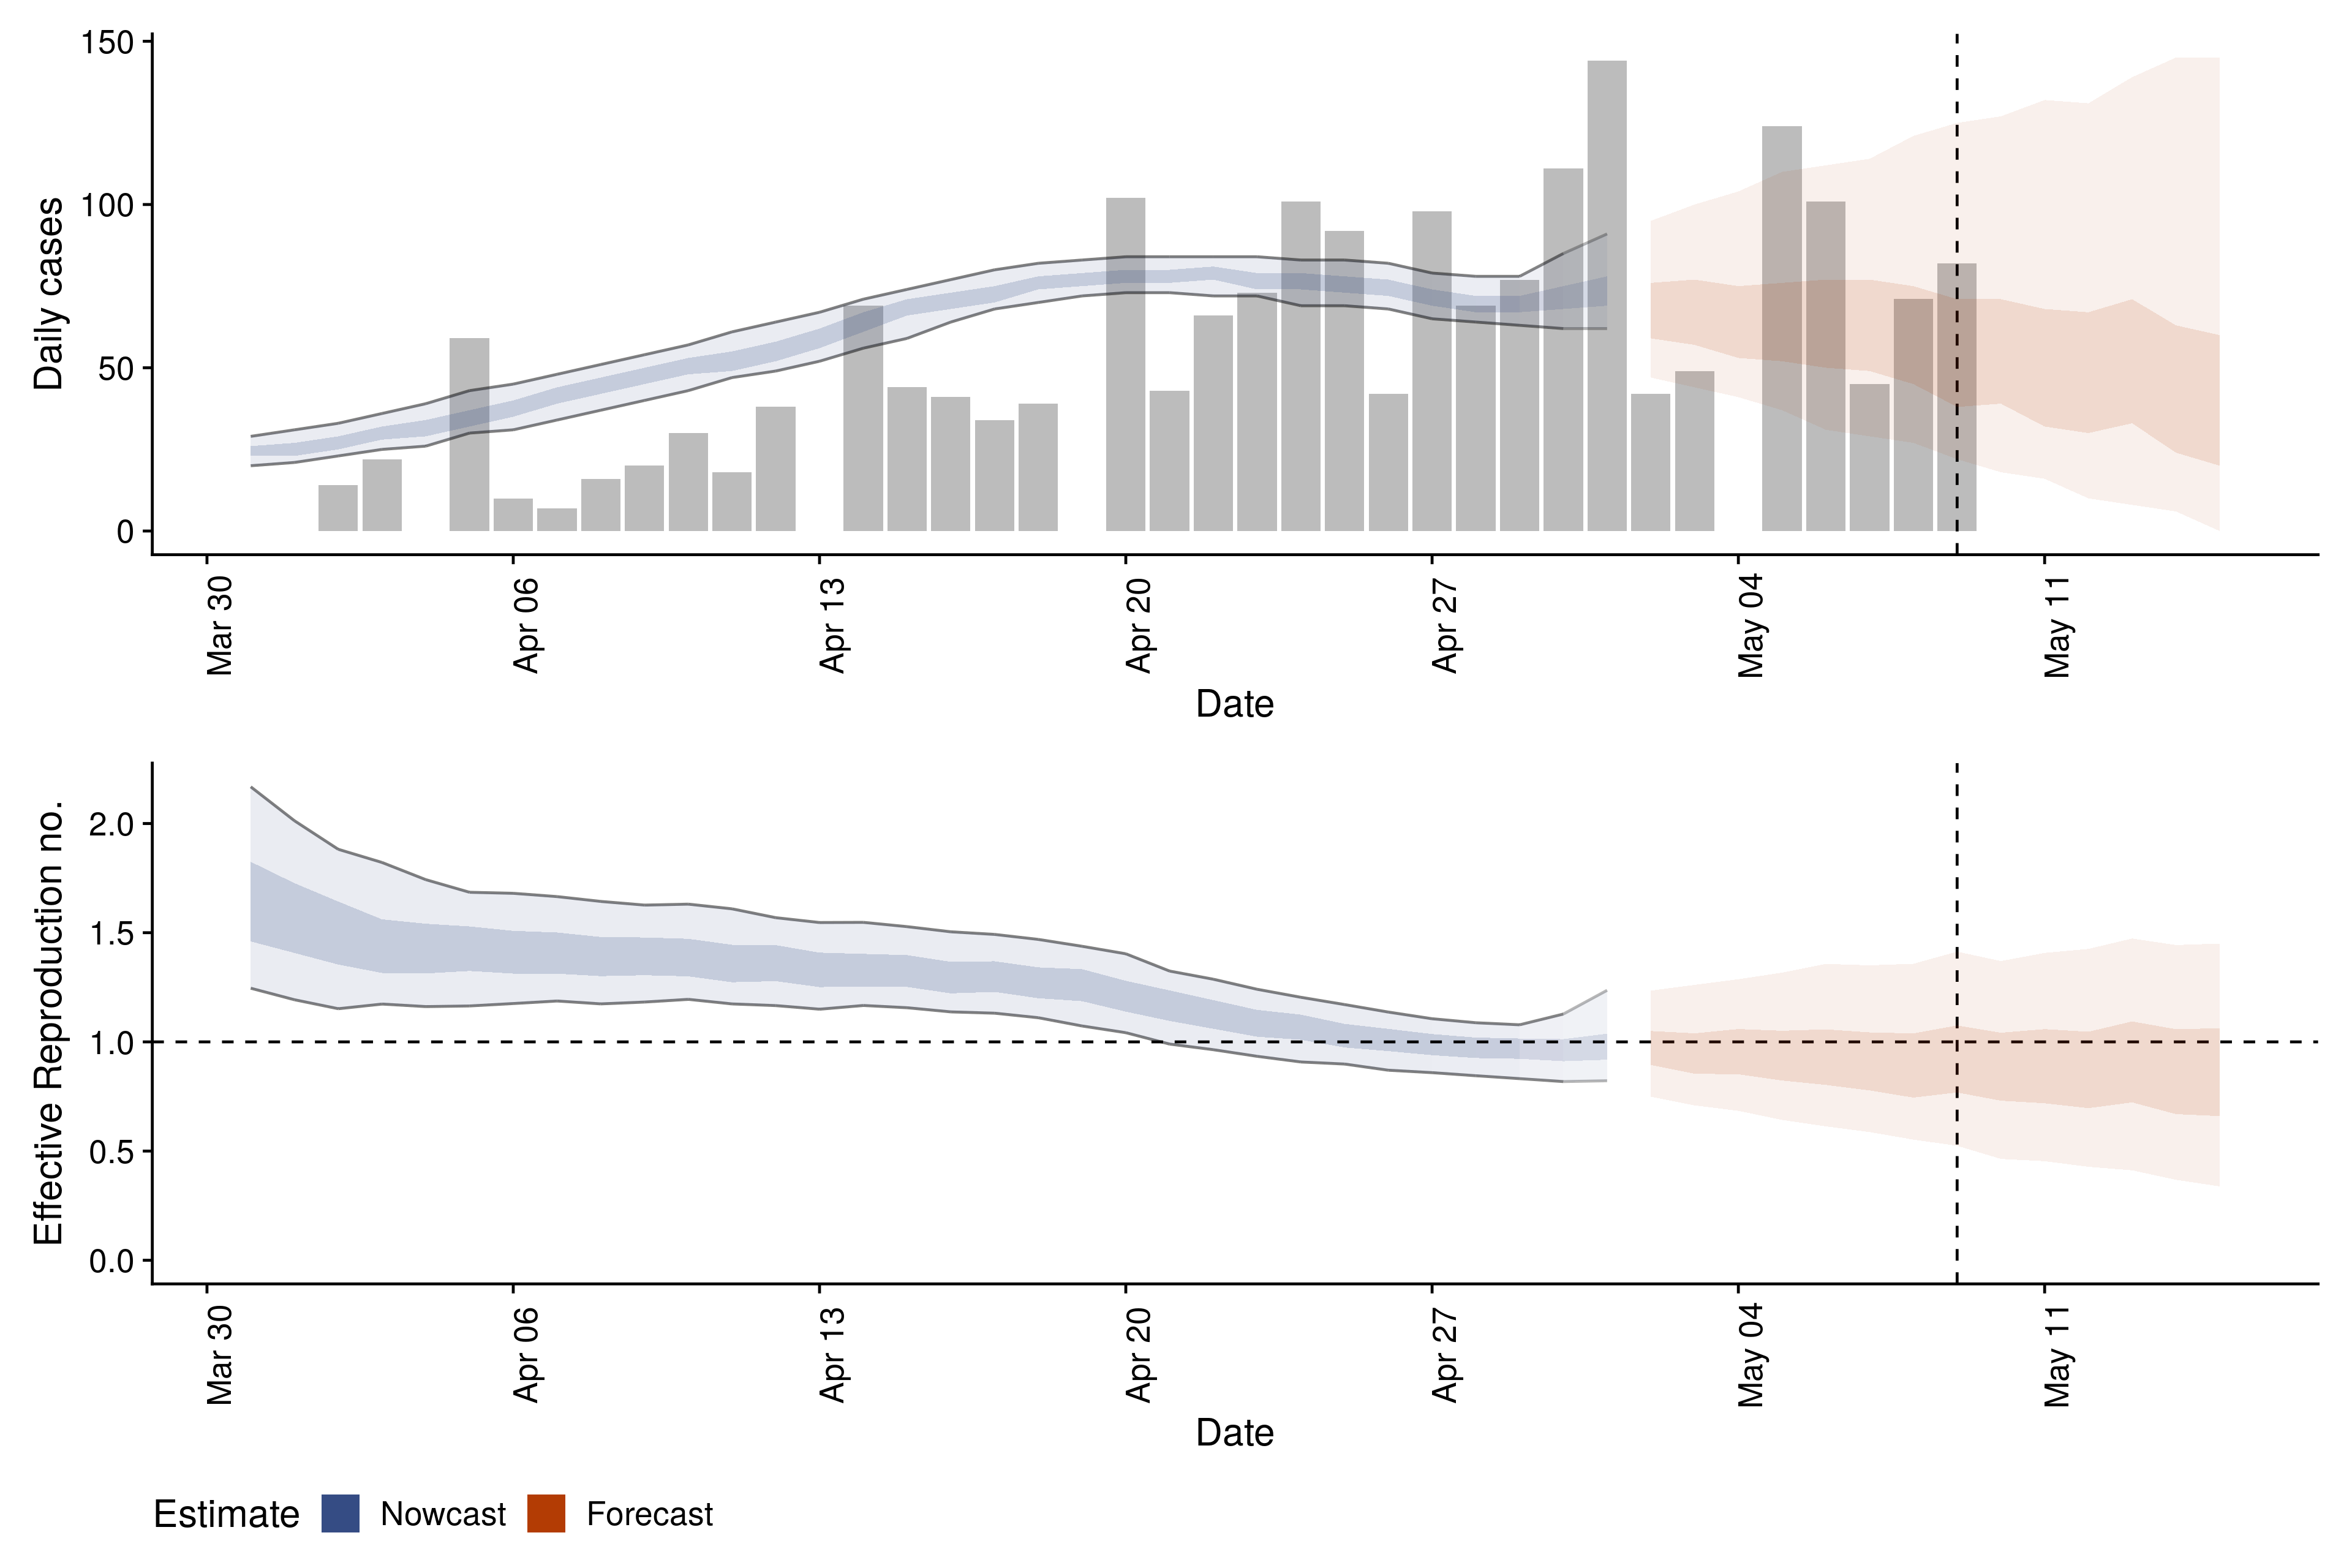 Daily cases
150
100
50
0
Mar 30
Apr 06
Apr 13
Apr 20
Apr 27
May 04
May 11
Date
Effective Reproduction no.
2.0
1.5
1.0
0.5
0.0
Mar 30
Apr 06
Apr 13
Apr 20
Apr 27
May 04
May 11
Date
Estimate Nowcast Forecast